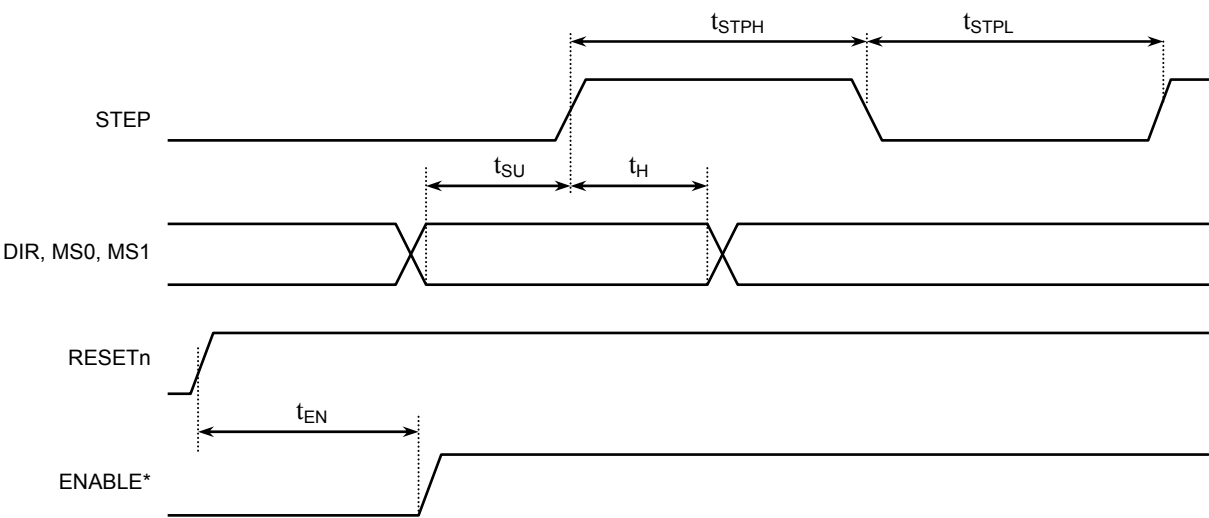 tSTPH
tSTPL
STEP
tSU
tH
DIR, MS0, MS1
RESETn
tEN
ENABLE*